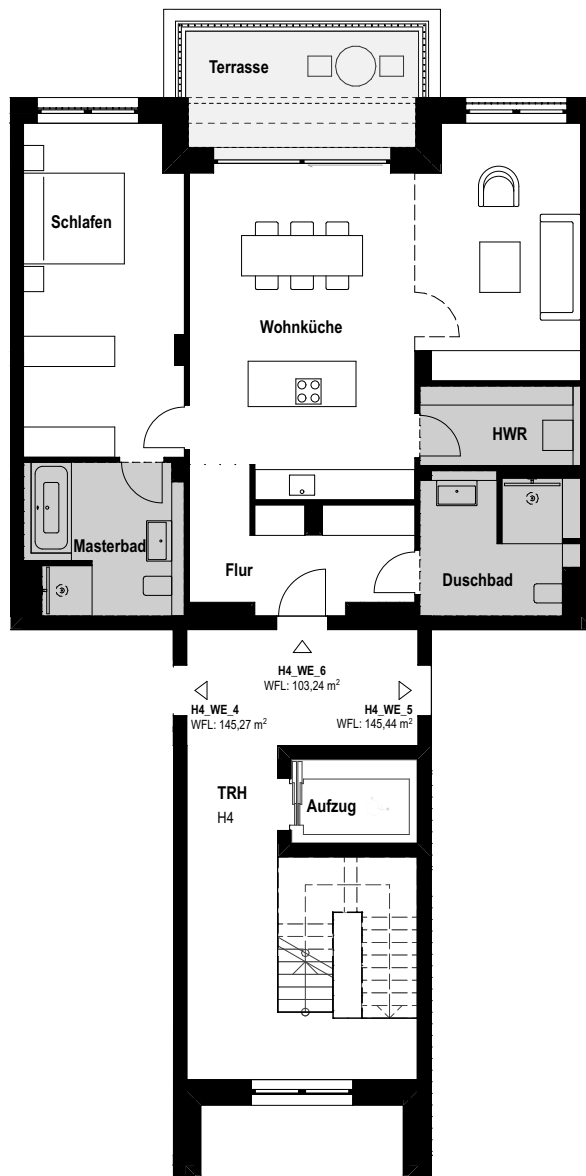 Terrasse
Schlafen
Wohnküche
HWR
Masterbad
Flur
Duschbad
H4_WE_6
WFL: 103,24 m²
H4_WE_4
WFL: 145,27 m²
H4_WE_5
WFL: 145,44 m²
TRH
H4
Aufzug